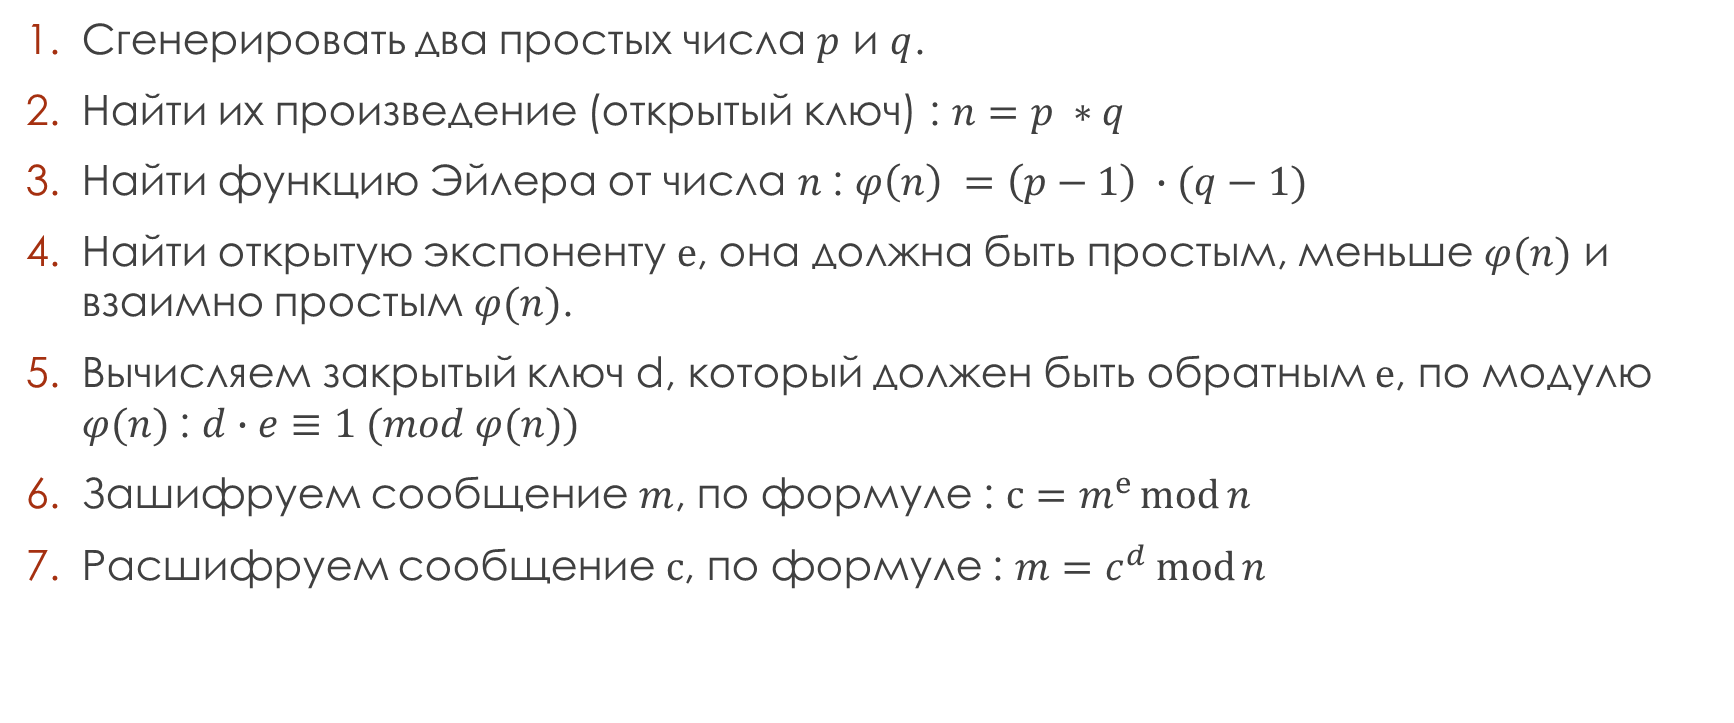 1. Сгенерировать два простых числа p и q.
2. Найти их произведение (открытый ключ) : n = p * q
3. Найти функцию Эйлера от числа n : φ(n) = (p − 1) · (q − 1)
4. Найти открытую экспоненту e, она должна быть простым, меньше φ(n) и
взаимно простым φ(n).
5. Вычисляем закрытый ключ d, который должен быть обратным e, по модулю
φ(n) : d · e ≡ 1 (mod φ(n))
6. Зашифруем сообщение m, по формуле : c = mᵉ mod n
7. Расшифруем сообщение c, по формуле : m = cᵈ mod n